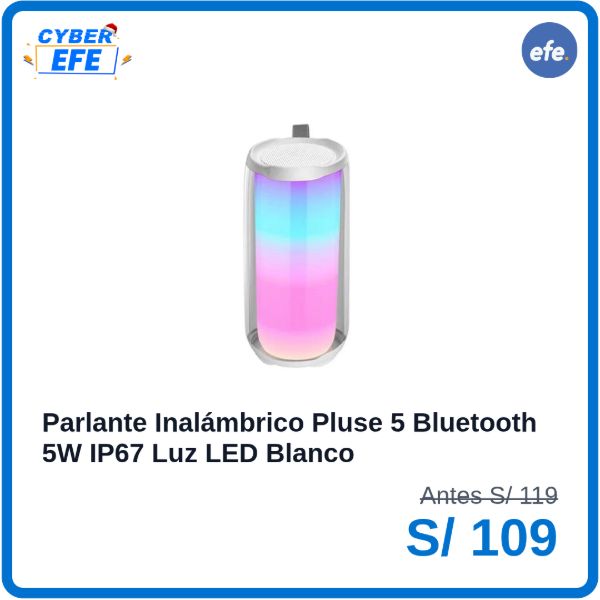 CYBER
EFE
efe.
Parlante Inalámbrico Pluse 5 Bluetooth
5W IP67 Luz LED Blanco
Antes S/ 119
S/ 109